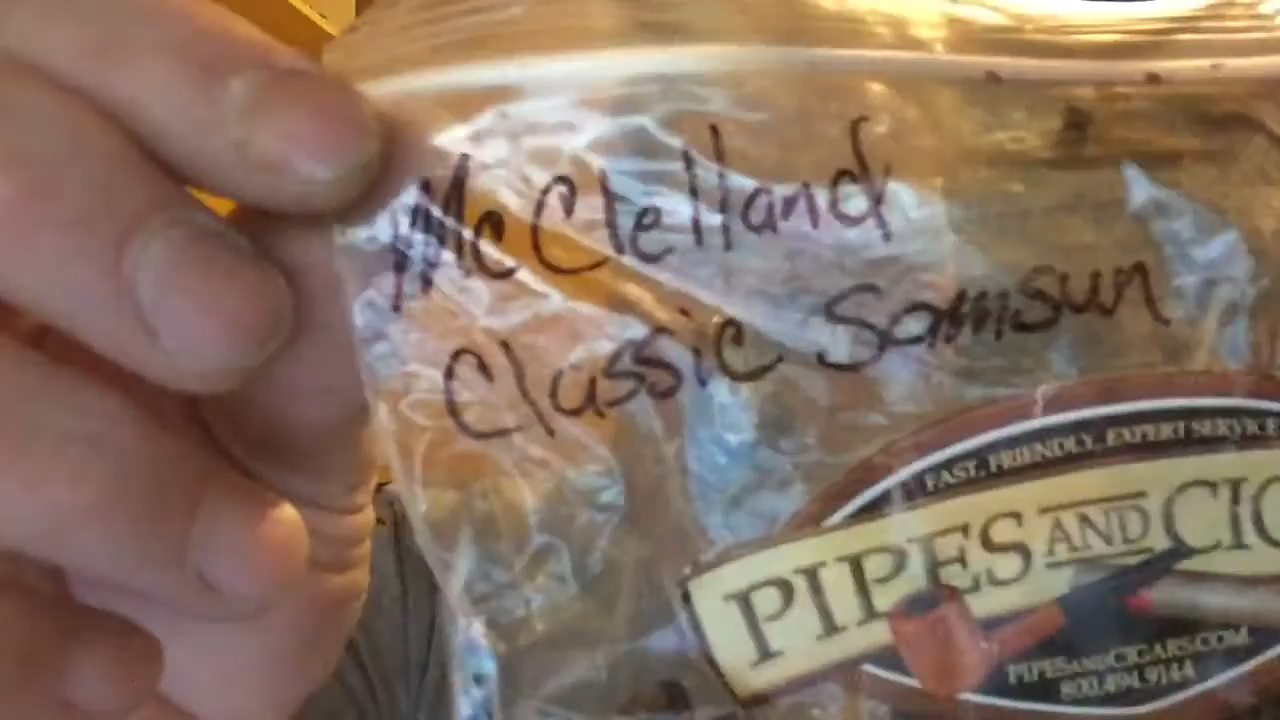 McClelland
Classic Samsun
FAST, FRIENDLY, EXPERT SERVICE
PIPES AND CIG
PIPESANDCIGARS.COM
800.494.9144